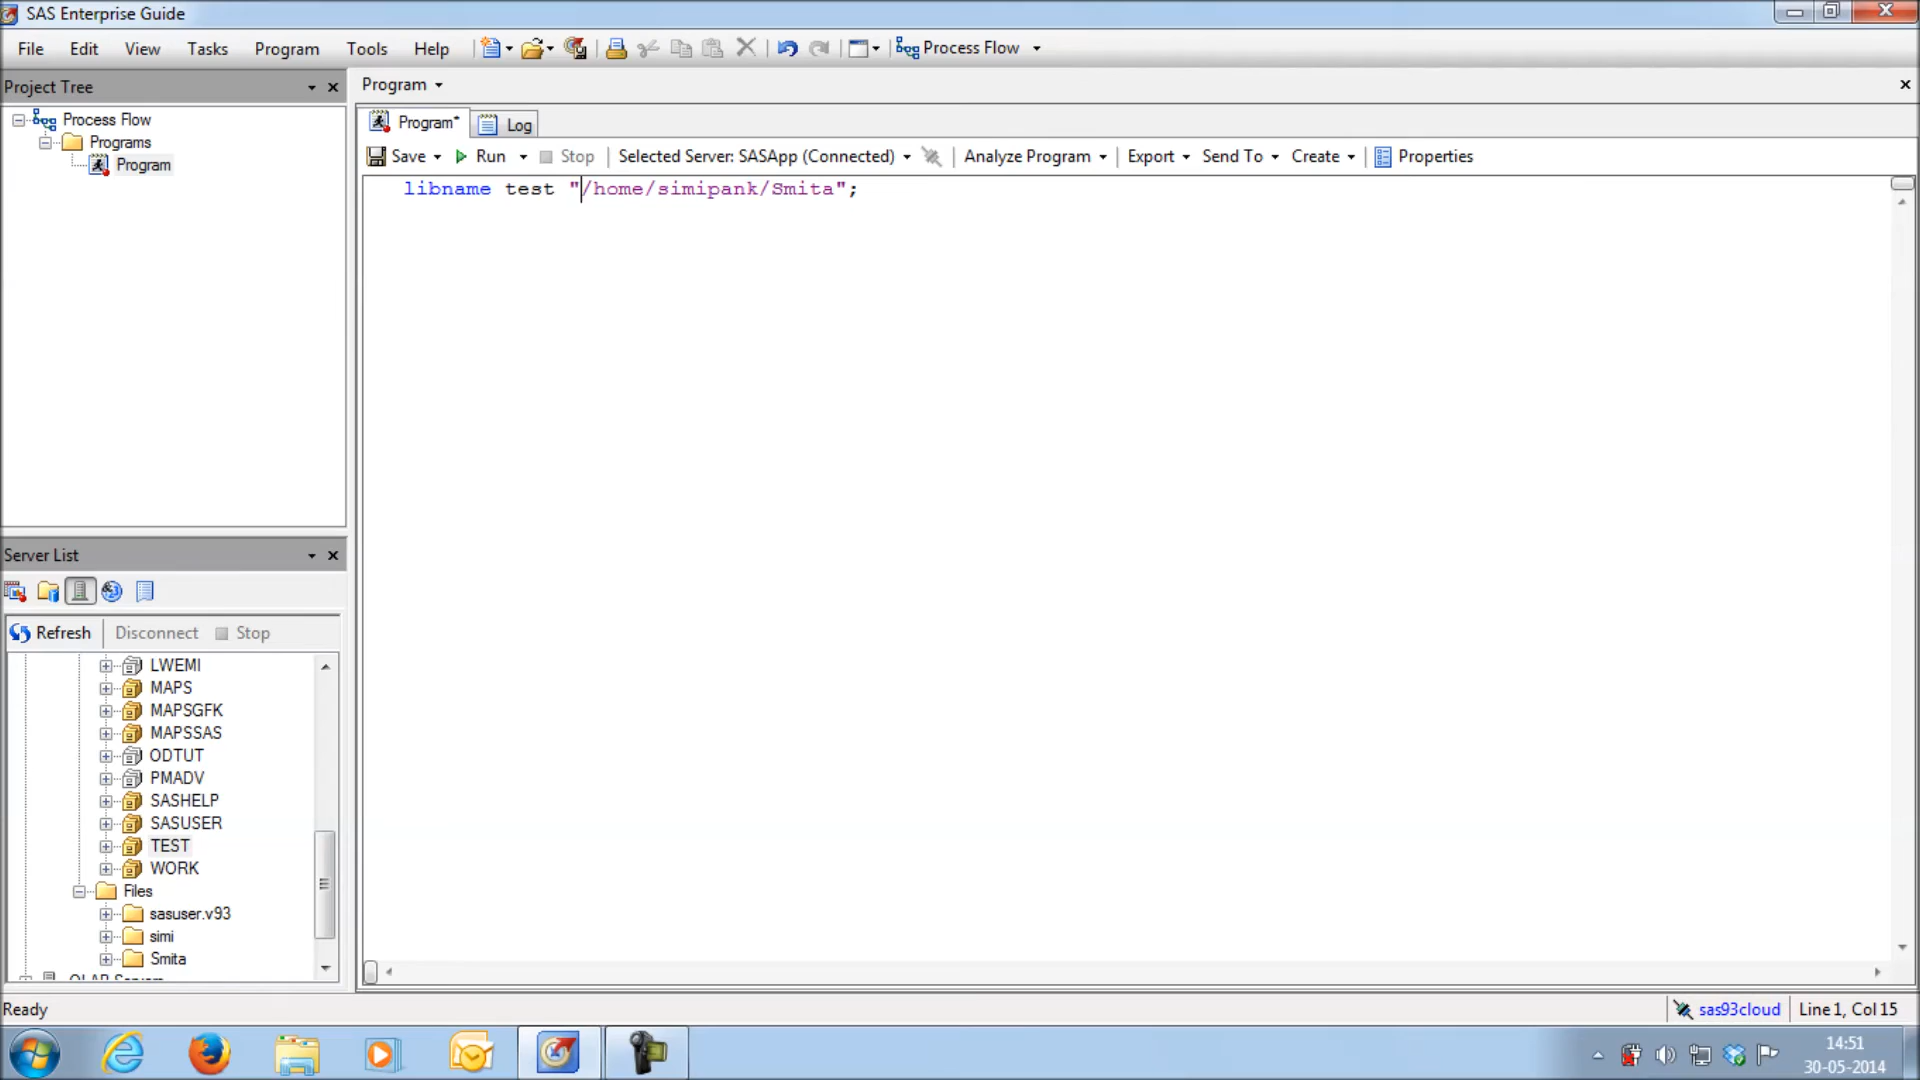 SAS Enterprise Guide
File Edit View Tasks Program Tools Help Process Flow
Project Tree
Process Flow
Programs
Program
Program
Program* Log
Save Run Stop Selected Server: SASApp (Connected) Analyze Program Export Send To Create Properties
libname test "/home/simipank/Smita";
Server List
Refresh Disconnect Stop
LWEMI
MAPS
MAPSGFK
MAPSSAS
ODTUT
PMADV
SASHELP
SASUSER
TEST
WORK
Files
sasuser.v93
simi
Smita
Ready sas93cloud Line 1, Col 15
14:51
30-05-2014